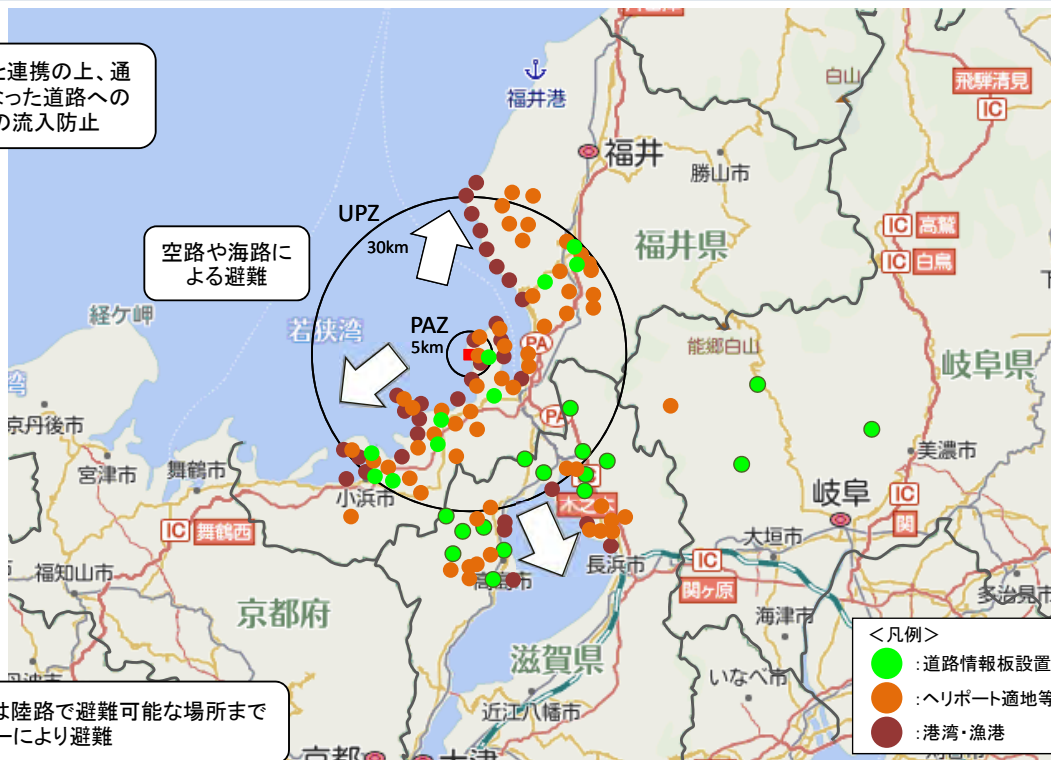 と連携の上、通
なった道路への
の流入防止
福井港
白山
飛騨清見
IC
福井
勝山市
UPZ
30km
空路や海路に
よる避難
福井県
IC 高鷲
IC 白鳥
経ケ岬
若狭湾
PAZ
5km
PA
能郷白山
岐阜県
湾
京丹後市
PA
宮津市
舞鶴市
美濃市
小浜市
IC
木之本
岐阜
IC
関
IC 舞鶴西
大垣市
長浜市
IC
関ヶ原
福知山市
高島市
多治見市
京都府
海津市
<凡例>
:道路情報板設置
:ヘリポート適地等
:港湾・漁港
滋賀県
いなべ市
は陸路で避難可能な場所まで
ーにより避難
近江八幡市
京都
大津